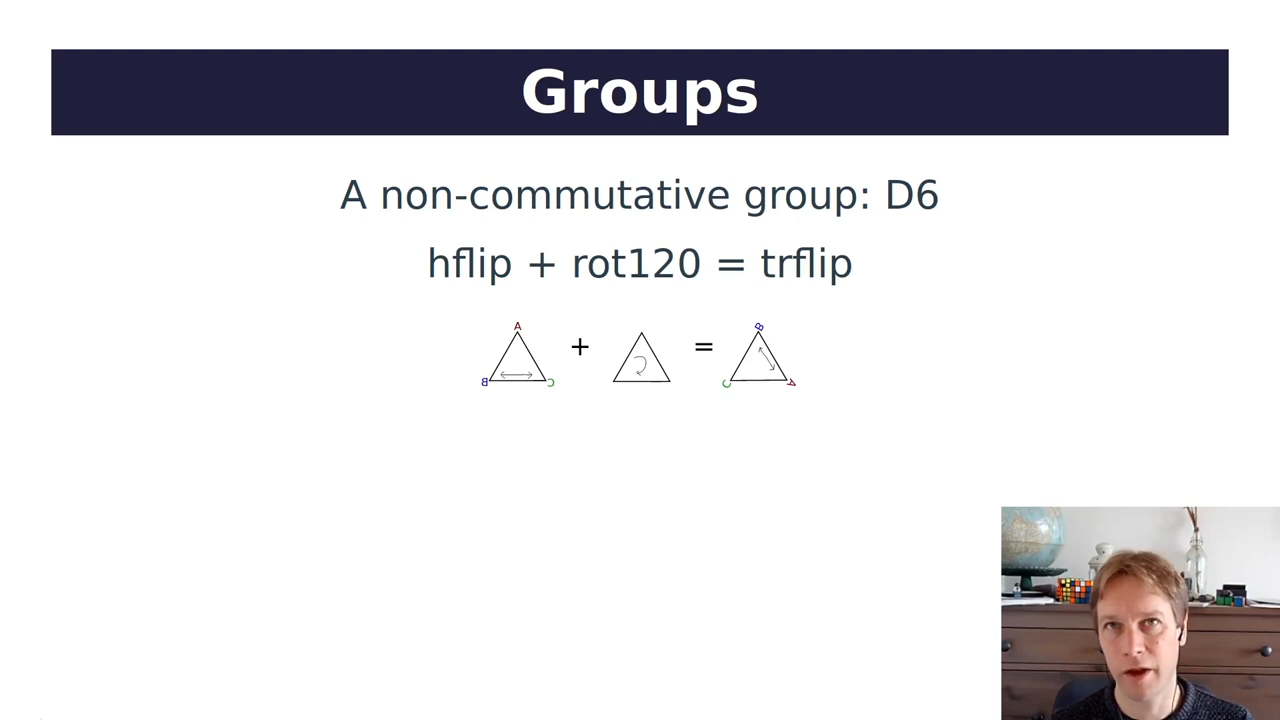 Groups
A non-commutative group: D6
hflip + rot120 = trflip
A B
+ =
B C C A